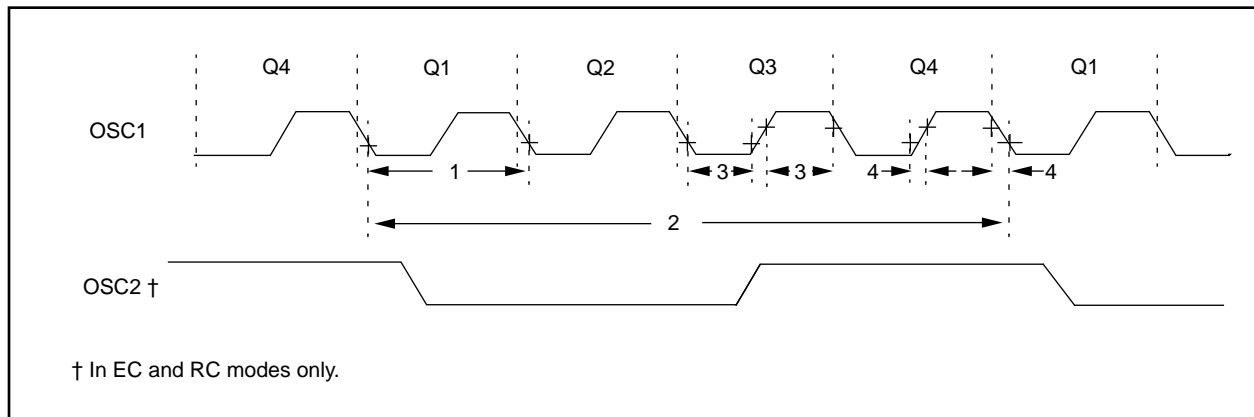 Q4 Q1 Q2 Q3 Q4 Q1
OSC1
1 3 3 4 4
2
OSC2 †
† In EC and RC modes only.